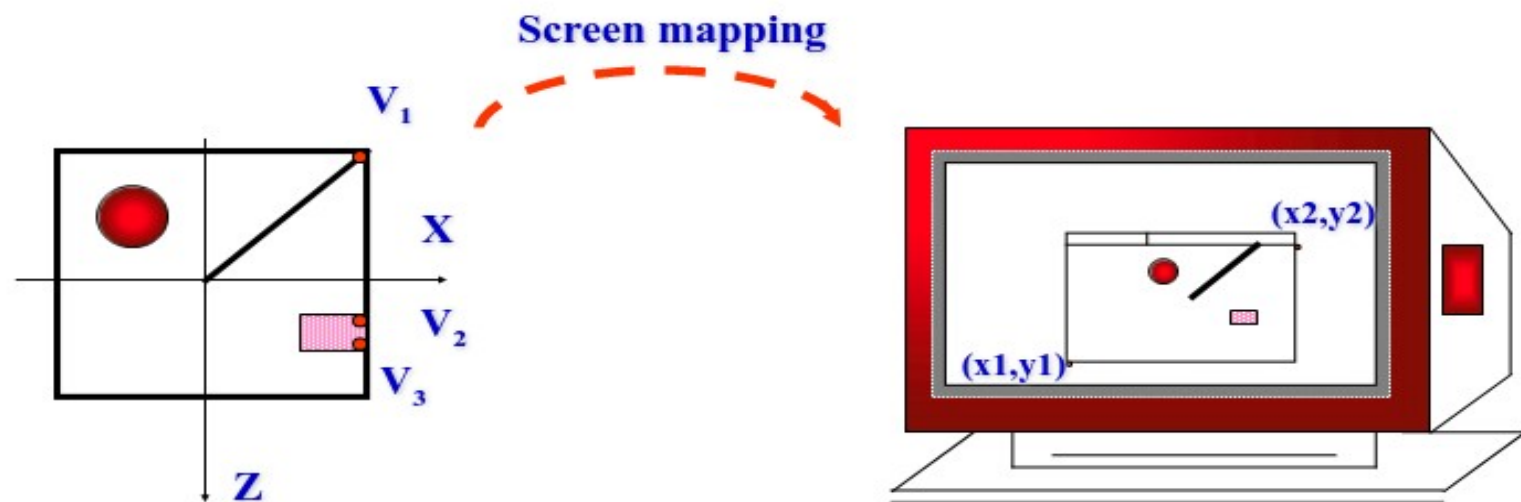 Screen mapping
V₁
X
V₂
V₃
Z
(x2,y2)
(x1,y1)